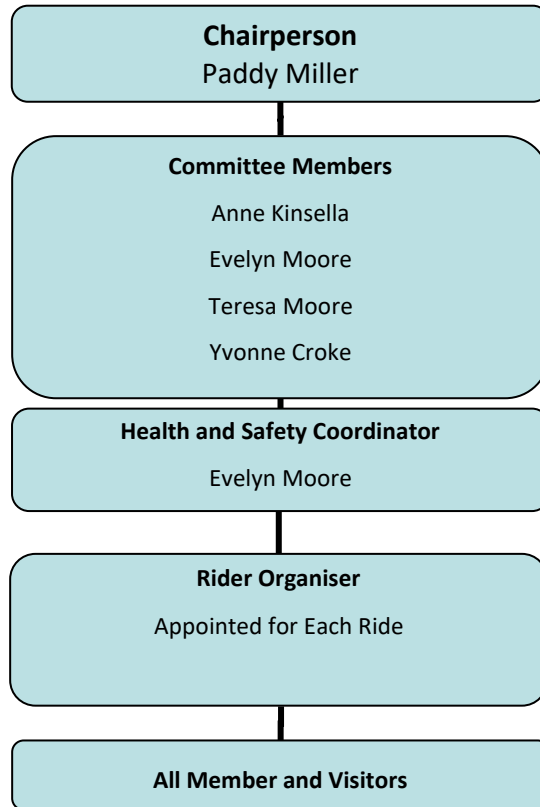 Chairperson
Paddy Miller
Committee Members
Anne Kinsella
Evelyn Moore
Teresa Moore
Yvonne Croke
Health and Safety Coordinator
Evelyn Moore
Rider Organiser
Appointed for Each Ride
All Member and Visitors